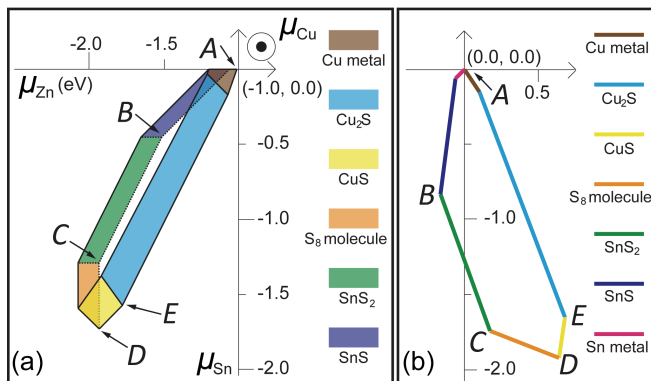 (a)
-2.0
-1.5
A
μCu
μZn (eV)
(-1.0, 0.0)
B
-0.5
-1.0
C
-1.5
E
D
μSn
-2.0
Cu metal
Cu₂S
CuS
S₈ molecule
SnS₂
SnS
(b)
(0.0, 0.0)
A
0.5
B
-1.0
C
E
D
-2.0
Cu metal
Cu₂S
CuS
S₈ molecule
SnS₂
SnS
Sn metal